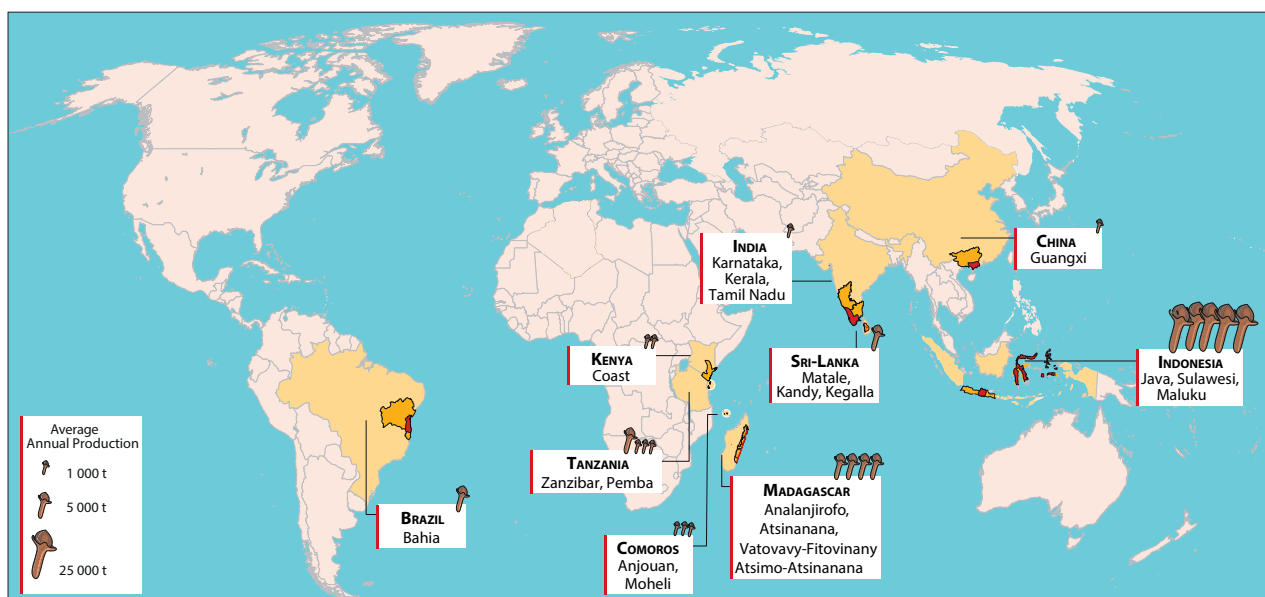 INDIA
Karnataka,
Kerala,
Tamil Nadu
CHINA
Guangxi
KENYA
Coast
SRI-LANKA
Matale,
Kandy, Kegalla
INDONESIA
Java, Sulawesi,
Maluku
TANZANIA
Zanzibar, Pemba
MADAGASCAR
Analanjirofo,
Atsinanana,
Vatovavy-Fitovinany
Atsimo-Atsinanana
BRAZIL
Bahia
COMOROS
Anjouan,
Moheli
Average
Annual Production
1 000 t
5 000 t
25 000 t